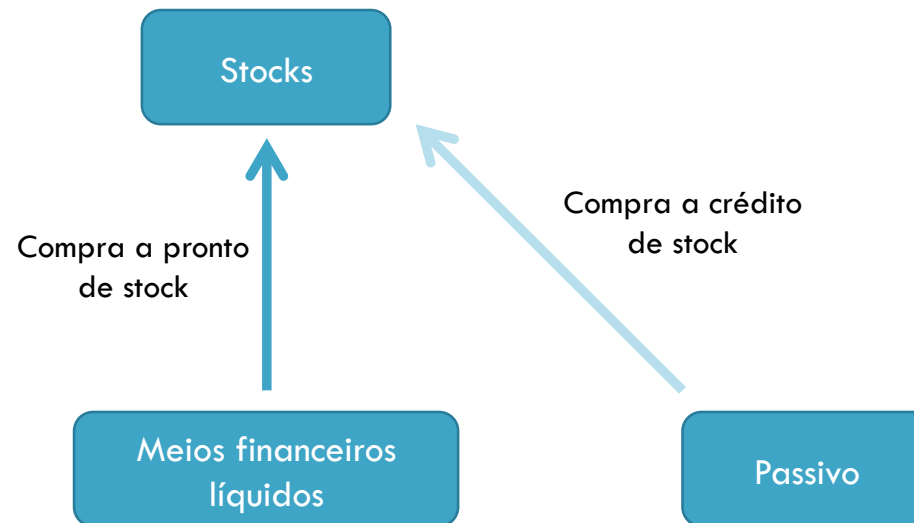 Stocks
Compra a pronto
de stock
Compra a crédito
de stock
Meios financeiros
líquidos
Passivo